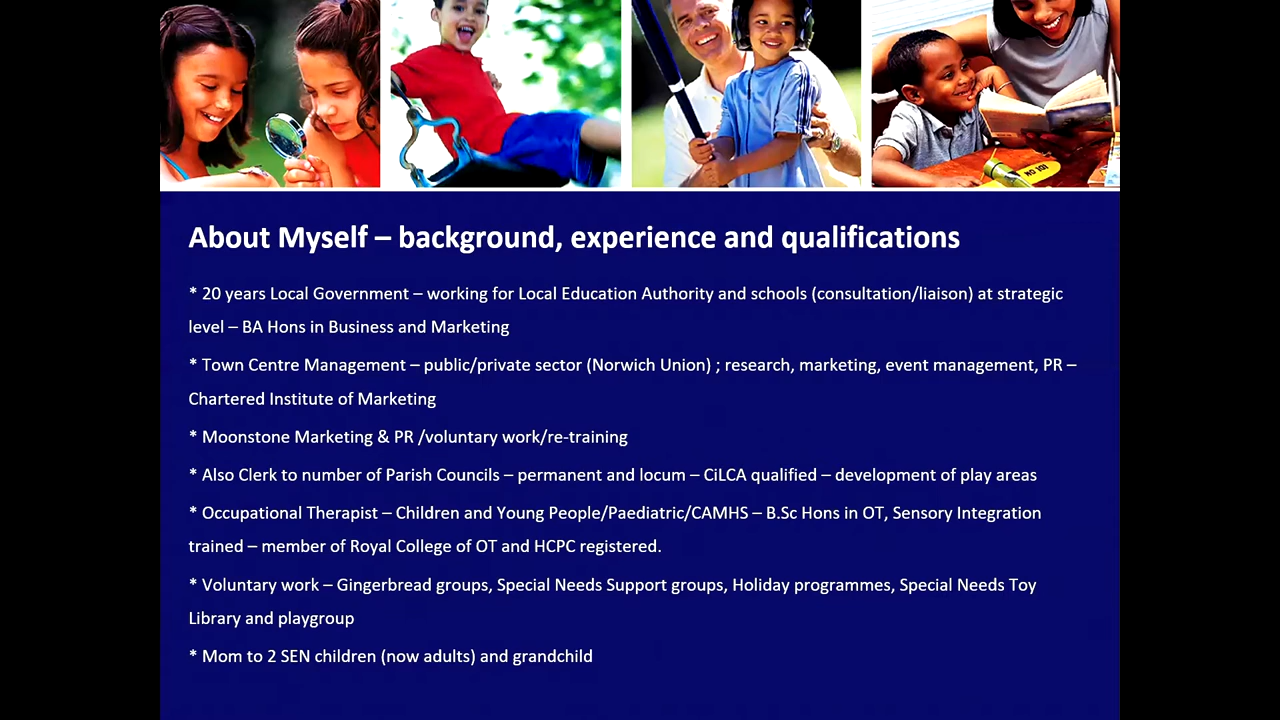 About Myself – background, experience and qualifications
* 20 years Local Government – working for Local Education Authority and schools (consultation/liaison) at strategic
level – BA Hons in Business and Marketing
* Town Centre Management – public/private sector (Norwich Union) ; research, marketing, event management, PR –
Chartered Institute of Marketing
* Moonstone Marketing & PR /voluntary work/re-training
* Also Clerk to number of Parish Councils – permanent and locum – CiLCA qualified – development of play areas
* Occupational Therapist – Children and Young People/Paediatric/CAMHS – B.Sc Hons in OT, Sensory Integration
trained – member of Royal College of OT and HCPC registered.
* Voluntary work – Gingerbread groups, Special Needs Support groups, Holiday programmes, Special Needs Toy
Library and playgroup
* Mom to 2 SEN children (now adults) and grandchild